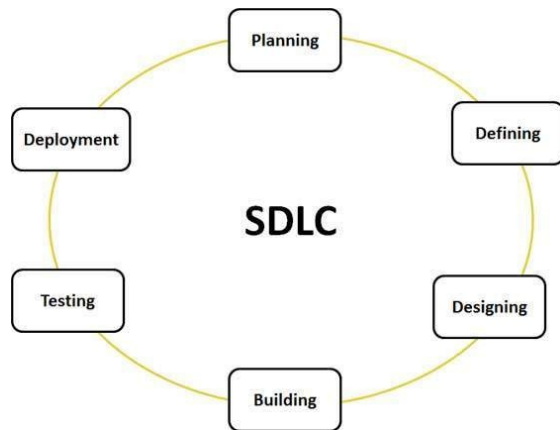 Planning
Defining
Designing
Building
Testing
Deployment
SDLC